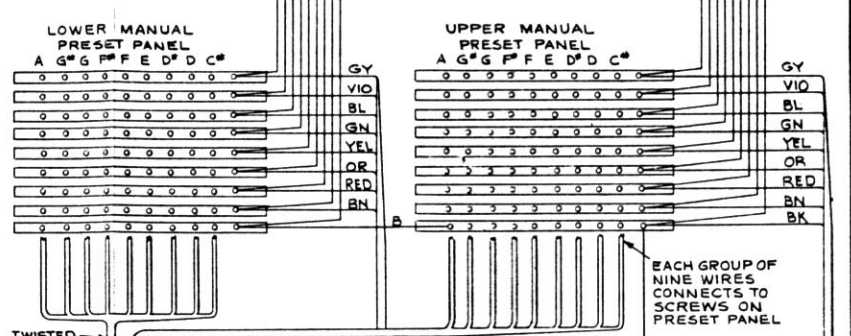 LOWER MANUAL
PRESET PANEL
A G# G F# F E D# D C#
GY
VIO
BL
GN
YEL
OR
RED
BN
B
TWISTED
UPPER MANUAL
PRESET PANEL
A G# G F# F E D# D C#
GY
VIO
BL
GN
YEL
OR
RED
BN
BK
EACH GROUP OF
NINE WIRES
CONNECTS TO
SCREWS ON
PRESET PANEL